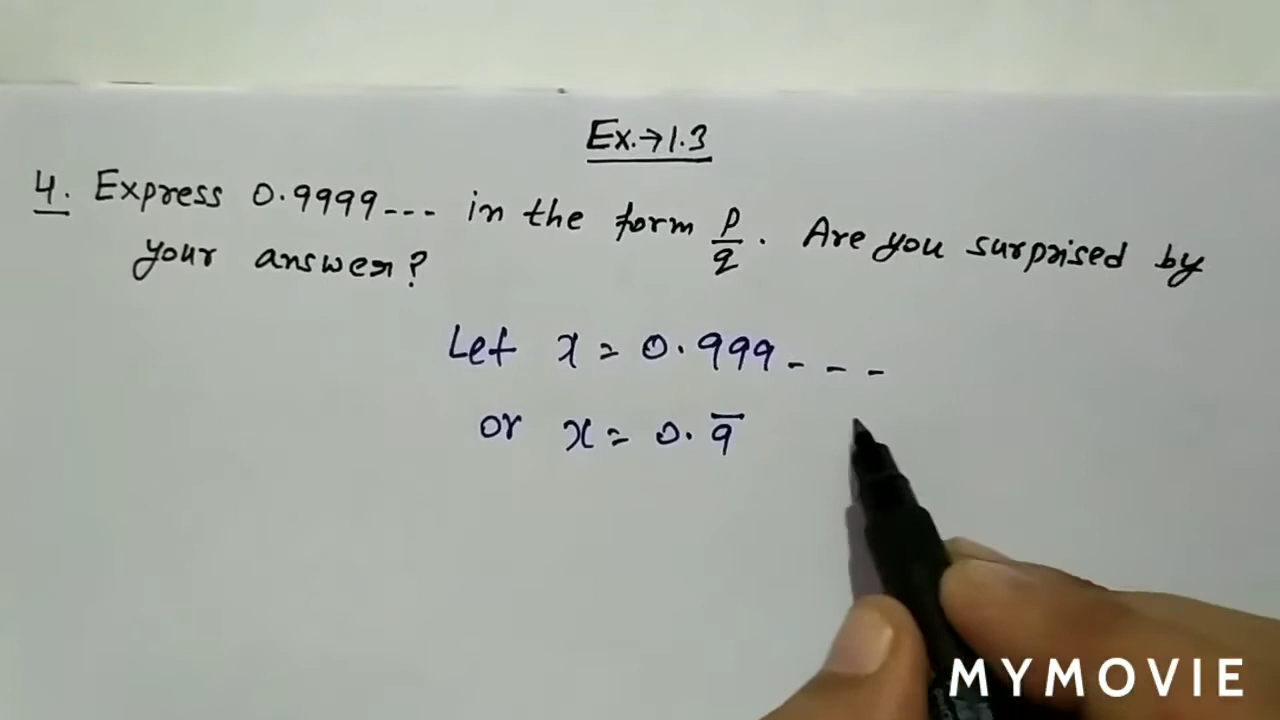 Ex.→1.3
4. Express 0.9999--- in the form p/q. Are you surprised by
your answer?
Let x = 0.999---
or x = 0.9̅
MYMOVIE